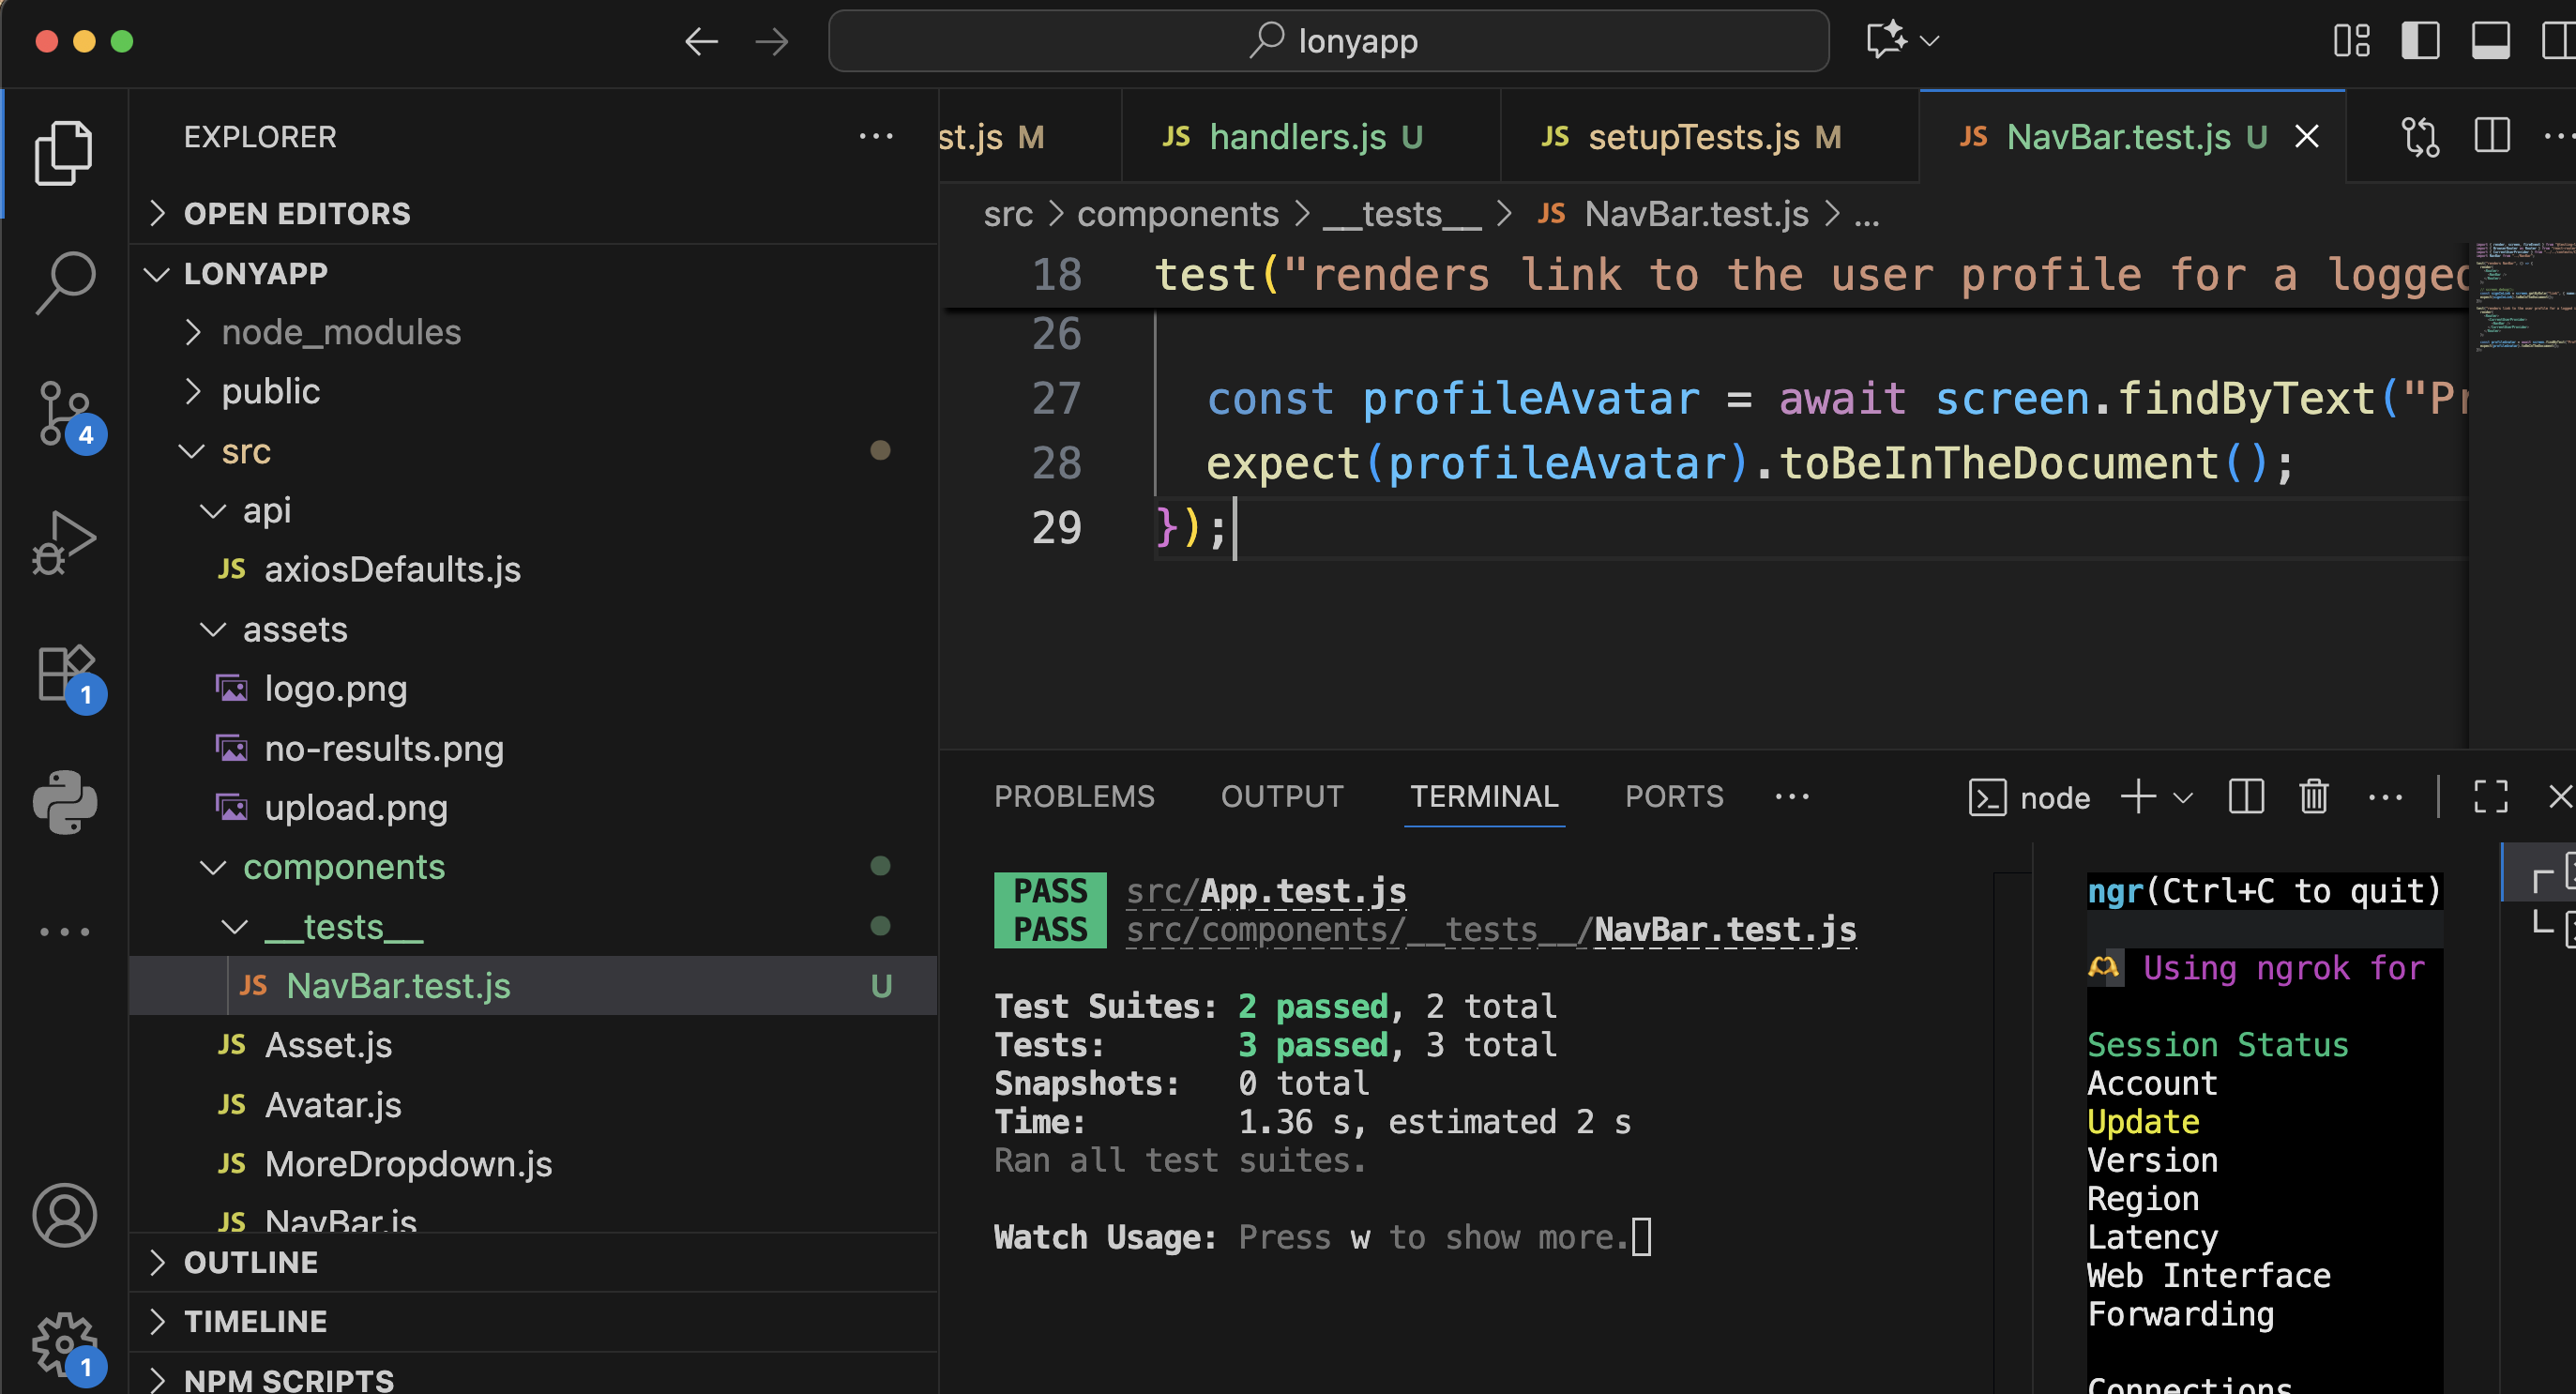 lonyapp
EXPLORER
OPEN EDITORS
LONYAPP
node_modules
public
src
api
JS axiosDefaults.js
assets
logo.png
no-results.png
upload.png
components
__tests__
JS NavBar.test.js U
JS Asset.js
JS Avatar.js
JS MoreDropdown.js
JS NavBar.js
OUTLINE
TIMELINE
NPM SCRIPTS
4
1
1
st.js M
JS handlers.js U
JS setupTests.js M
JS NavBar.test.js U
src > components > __tests__ > JS NavBar.test.js > ...
18 test("renders link to the user profile for a logged
26
27 const profileAvatar = await screen.findByText("Pr
28 expect(profileAvatar).toBeInTheDocument();
29 });
PROBLEMS OUTPUT TERMINAL PORTS ...
node
PASS src/App.test.js
PASS src/components/__tests__/NavBar.test.js
Test Suites: 2 passed, 2 total
Tests: 3 passed, 3 total
Snapshots: 0 total
Time: 1.36 s, estimated 2 s
Ran all test suites.
Watch Usage: Press w to show more.
ngr(Ctrl+C to quit)
Using ngrok for
Session Status
Account
Update
Version
Region
Latency
Web Interface
Forwarding
Connections